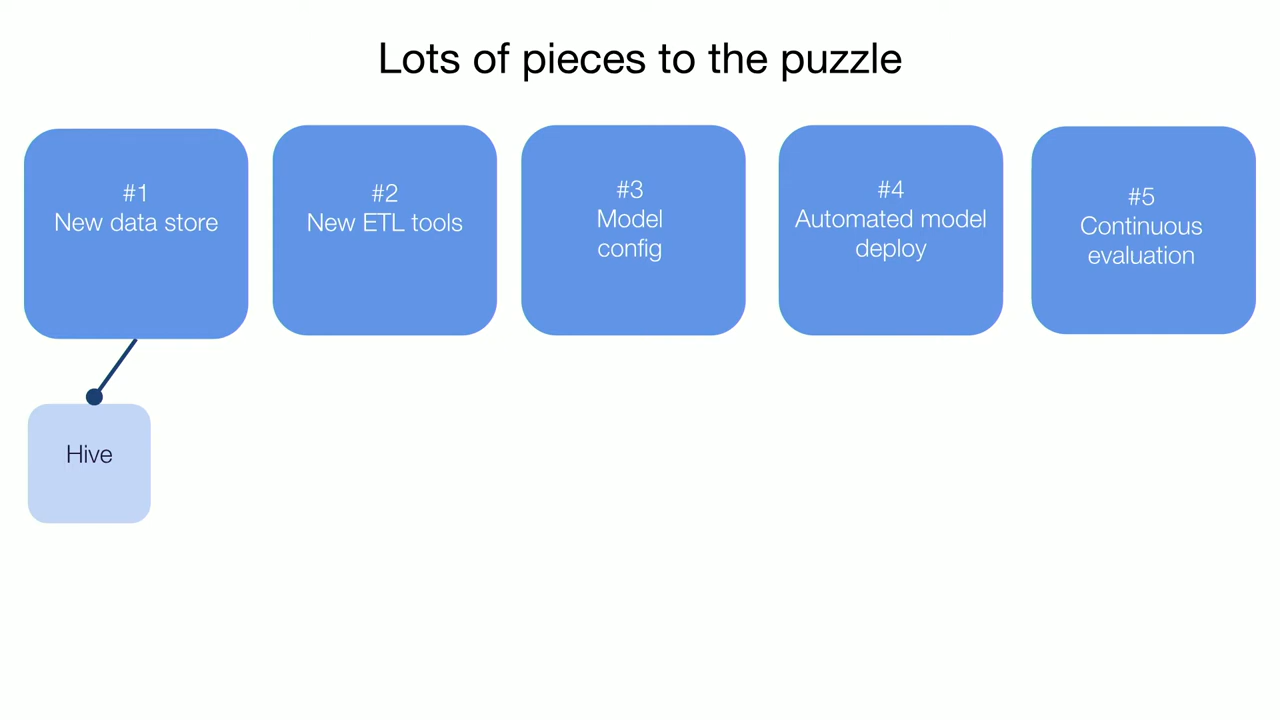 Lots of pieces to the puzzle
#1
New data store
#2
New ETL tools
#3
Model
config
#4
Automated model
deploy
#5
Continuous
evaluation
Hive